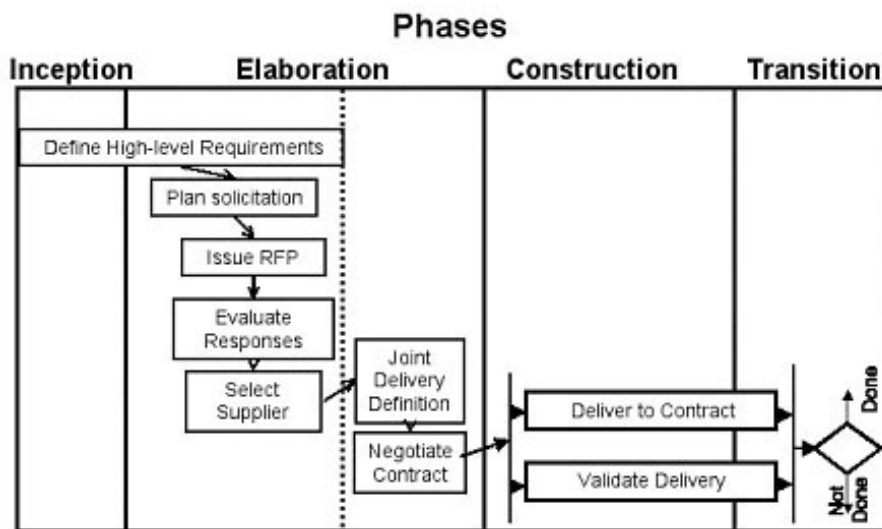 Phases
Inception
Elaboration
Construction
Transition
Define High-level Requirements
Plan solicitation
Issue RFP
Evaluate
Responses
Select
Supplier
Joint
Delivery
Definition
Negotiate
Contract
Deliver to Contract
Validate Delivery
Done
Not
Done